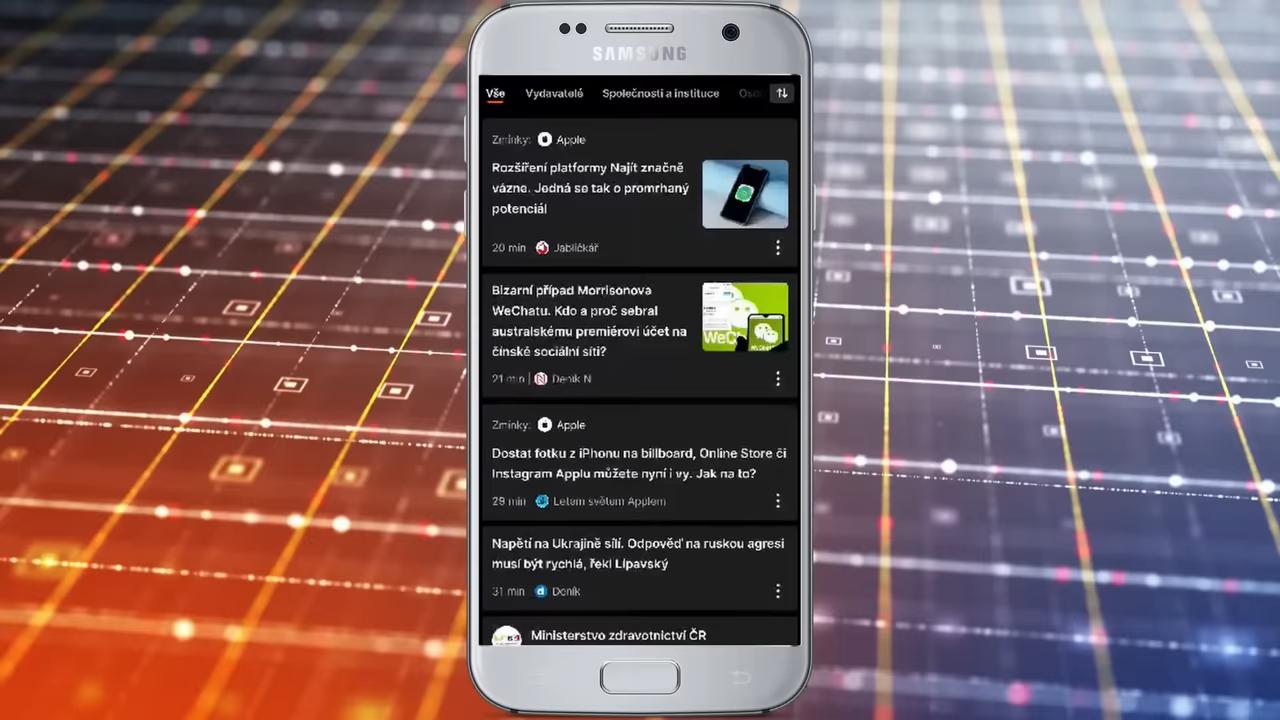 SAMSUNG
Vše Vydavatelé Společnosti a instituce
Zmínky: Apple
Rozšíření platformy Najít značně
vázne. Jedná se tak o promrhaný
potenciál
20 min Jablíčkář
Bizarní případ Morrisonova
WeChatu. Kdo a proč sebral
australskému premiérovi účet na
čínské sociální síti?
WeC
21 min | Deník N
Zmínky: Apple
Dostat fotku z iPhonu na billboard, Online Store či
Instagram Applu můžete nyní i vy. Jak na to?
29 min Letem světem Applem
Napětí na Ukrajině sílí. Odpověď na ruskou agresi
musí být rychlá, řekl Lipavský
31 min Deník
Ministerstvo zdravotnictví ČR